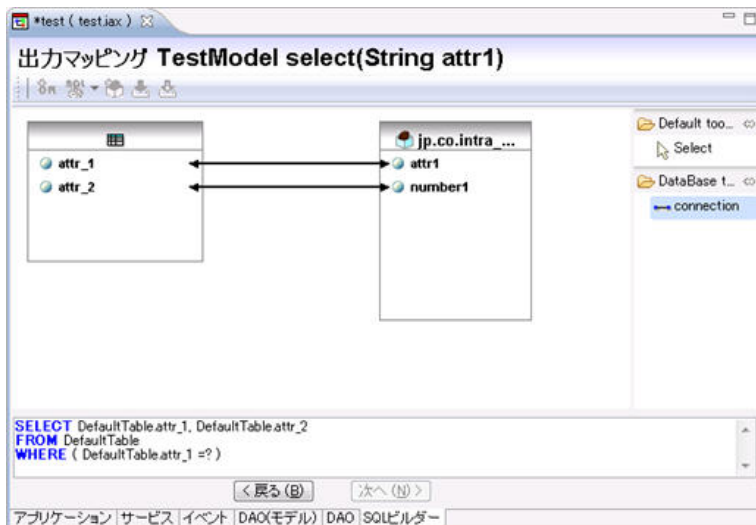 *test ( test.iax )
出力マッピング TestModel select(String attr1)
jp.co.intra_...
attr_1
attr1
attr_2
number1
Default too...
Select
DataBase t...
connection
SELECT DefaultTable.attr_1, DefaultTable.attr_2
FROM DefaultTable
WHERE ( DefaultTable.attr_1 =? )
< 戻る (B)
次へ (N) >
アプリケーション サービス イベント DAO(モデル) DAO SQLビルダー